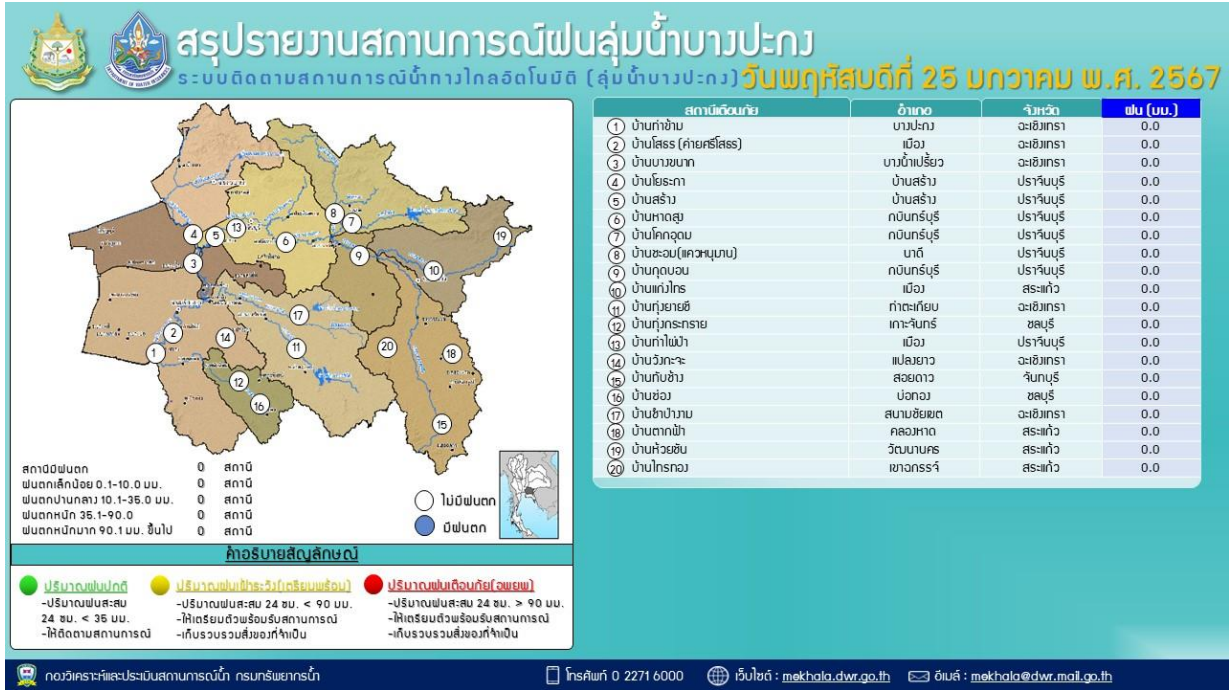 สรุปรายงานสถานการณ์ฝนลุ่มน้ำบางปะกง
ระบบติดตามสถานการณ์น้ำทางไกลอัตโนมัติ (ลุ่มน้ำบางปะกง) วันพฤหัสบดีที่ 25 มกราคม พ.ศ. 2567
สถานีเตือนภัย อำเภอ จังหวัด ฝน (มม.)
1 บ้านท่าข้าม บางปะกง ฉะเชิงเทรา 0.0
2 บ้านโสธร (ค่ายศรีโสธร) เมือง ฉะเชิงเทรา 0.0
3 บ้านบางขนาก บางน้ำเปรี้ยว ฉะเชิงเทรา 0.0
4 บ้านโยธะกา บ้านสร้าง ปราจีนบุรี 0.0
5 บ้านสร้าง บ้านสร้าง ปราจีนบุรี 0.0
6 บ้านหาดสูง กบินทร์บุรี ปราจีนบุรี 0.0
7 บ้านโคกอุดม กบินทร์บุรี ปราจีนบุรี 0.0
8 บ้านชะอม(แควหนุมาน) นาดี ปราจีนบุรี 0.0
9 บ้านกุดบอน กบินทร์บุรี ปราจีนบุรี 0.0
10 บ้านแก่งไทร เมือง สระแก้ว 0.0
11 บ้านทุ่งยายชี ท่าตะเกียบ ฉะเชิงเทรา 0.0
12 บ้านทุ่งกระทราย เกาะจันทร์ ชลบุรี 0.0
13 บ้านท่าไผ่ป่า เมือง ปราจีนบุรี 0.0
14 บ้านวังกะจะ แปลงยาว ฉะเชิงเทรา 0.0
15 บ้านทับช้าง สอยดาว จันทบุรี 0.0
16 บ้านช่อง บ่อทอง ชลบุรี 0.0
17 บ้านชำป่างาม สนามชัยเขต ฉะเชิงเทรา 0.0
18 บ้านตากฟ้า คลองหาด สระแก้ว 0.0
19 บ้านห้วยชัน วัฒนานคร สระแก้ว 0.0
20 บ้านไทรทอง เขาฉกรรจ์ สระแก้ว 0.0
สถานีมีฝนตก 0 สถานี
ฝนตกเล็กน้อย 0.1-10.0 มม. 0 สถานี
ฝนตกปานกลาง 10.1-35.0 มม. 0 สถานี
ฝนตกหนัก 35.1-90.0 0 สถานี
ฝนตกหนักมาก 90.1 มม. ขึ้นไป 0 สถานี
ไม่มีฝนตก
มีฝนตก
คำอธิบายสัญลักษณ์
ปริมาณฝนปกติ
-ปริมาณฝนสะสม
24 ชม. < 35 มม.
-ให้ติดตามสถานการณ์
ปริมาณฝนเฝ้าระวัง(เตรียมพร้อม)
-ปริมาณฝนสะสม 24 ชม. < 90 มม.
-ให้เตรียมตัวพร้อมรับสถานการณ์
-เก็บรวบรวมสิ่งของที่จำเป็น
ปริมาณฝนเตือนภัย(อพยพ)
-ปริมาณฝนสะสม 24 ชม. > 90 มม.
-ให้เตรียมตัวพร้อมรับสถานการณ์
-เก็บรวบรวมสิ่งของที่จำเป็น
กองวิเคราะห์และประเมินสถานการณ์น้ำ กรมทรัพยากรน้ำ โทรศัพท์ 0 2271 6000 เว็บไซต์ : mekhala.dwr.go.th อีเมล์ : mekhala@dwr.mail.go.th